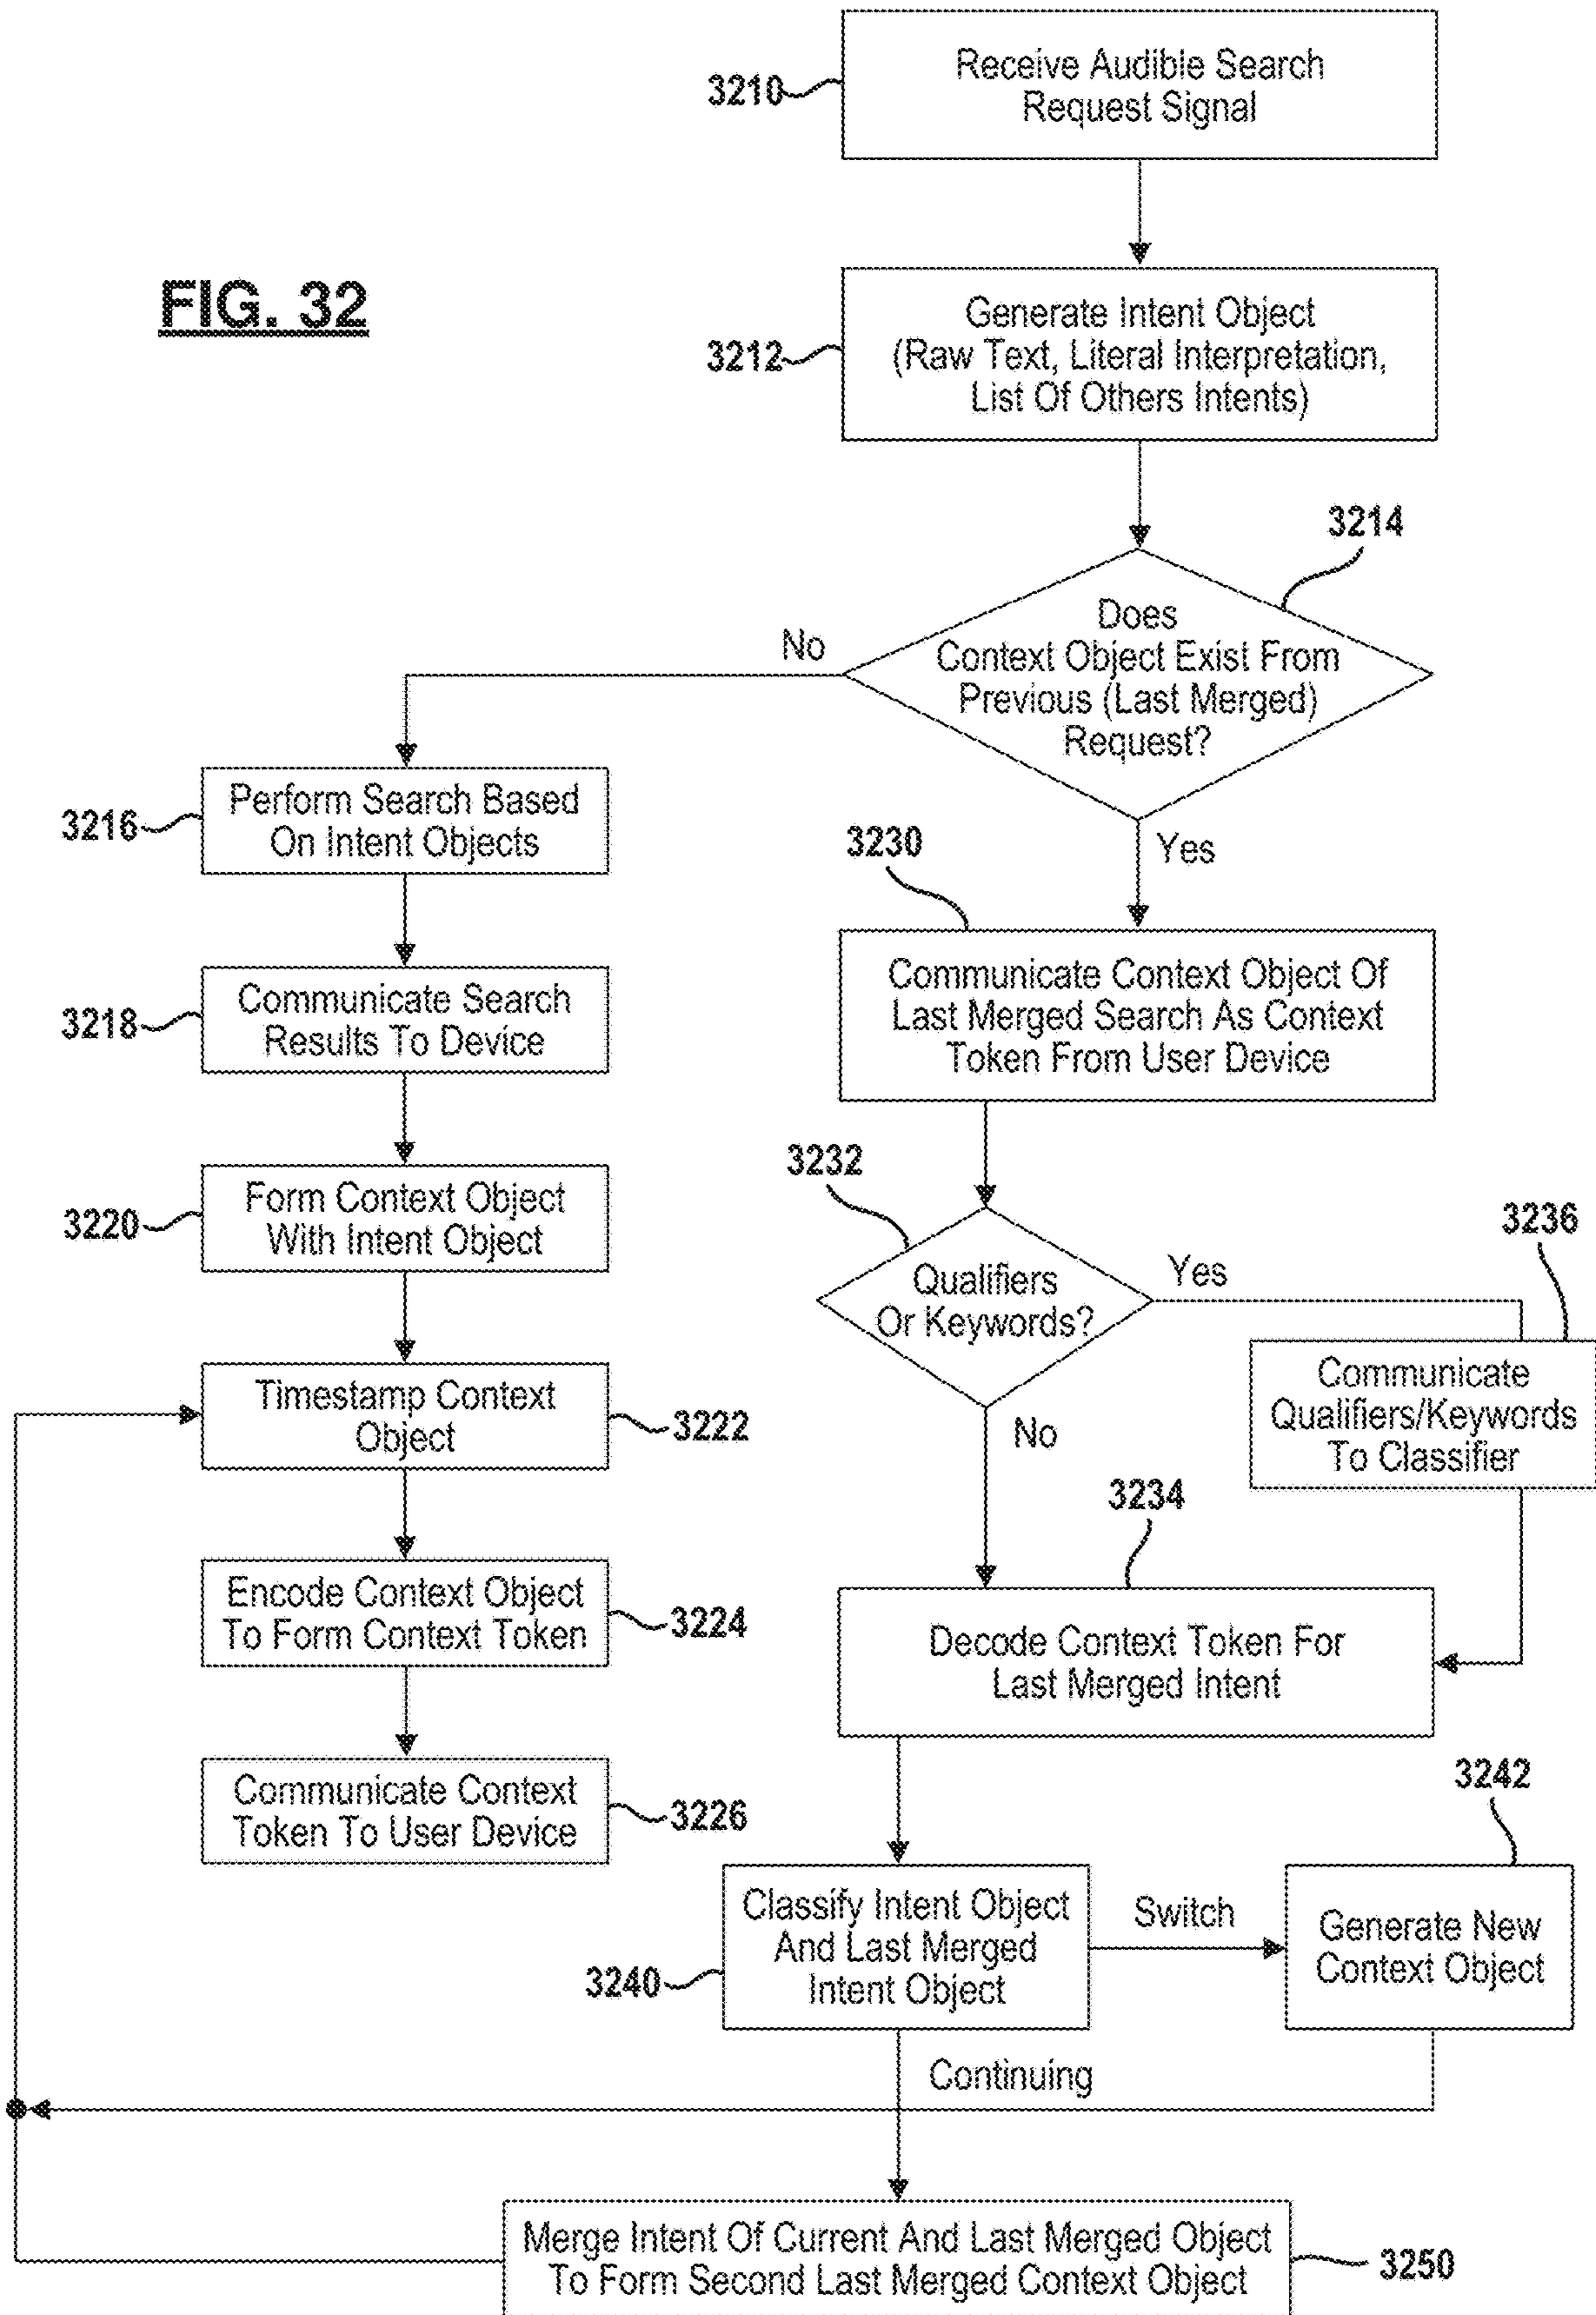 3210
Receive Audible Search
Request Signal
FIG. 32
3212
Generate Intent Object
(Raw Text, Literal Interpretation,
List Of Others Intents)
3214
Does
Context Object Exist From
Previous (Last Merged)
Request?
No
Yes
3216
Perform Search Based
On Intent Objects
3218
Communicate Search
Results To Device
3220
Form Context Object
With Intent Object
Timestamp Context
Object
3222
Encode Context Object
To Form Context Token
3224
Communicate Context
Token To User Device
3226
3230
Communicate Context Object Of
Last Merged Search As Context
Token From User Device
3232
Qualifiers
Or Keywords?
Yes
No
3236
Communicate
Qualifiers/Keywords
To Classifier
3234
Decode Context Token For
Last Merged Intent
3240
Classify Intent Object
And Last Merged
Intent Object
Switch
3242
Generate New
Context Object
Continuing
Merge Intent Of Current And Last Merged Object
To Form Second Last Merged Context Object
3250